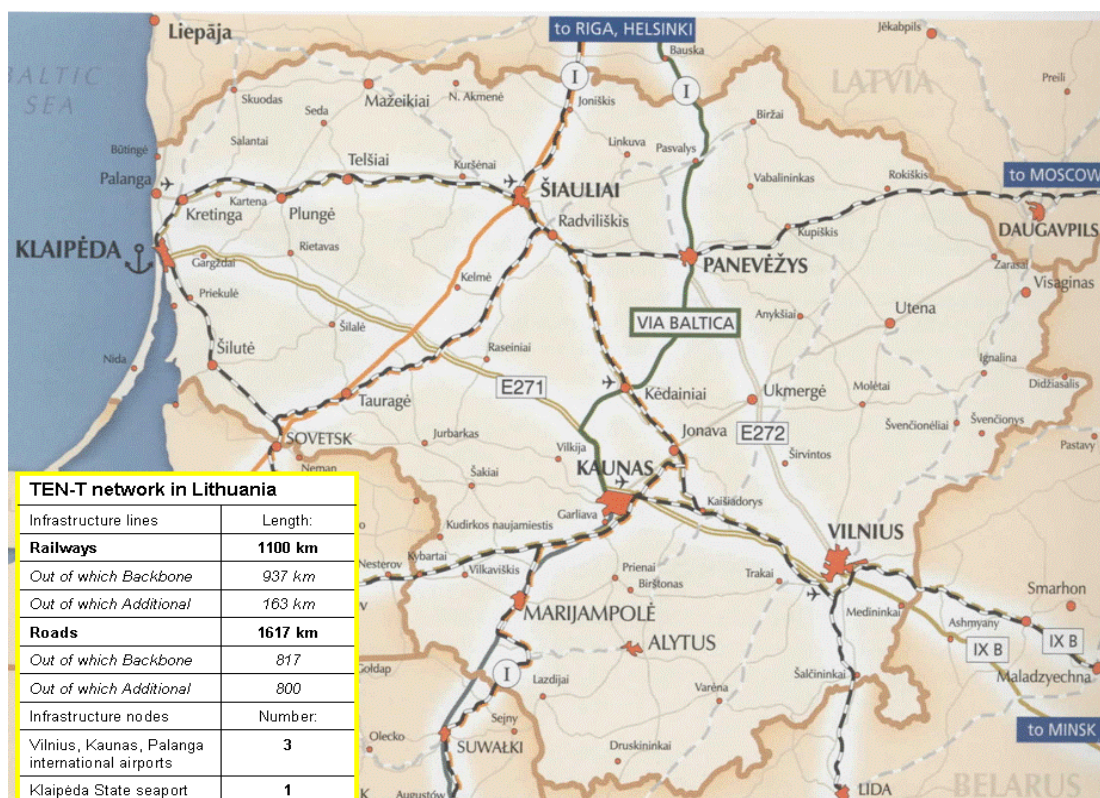 to RIGA, HELSINKI
Liepāja
Bauska
Jēkabpils
BALTIC
SEA
LATVIA
Preili
I
I
Skuodas
Mažeikiai
N. Akmenė
Joniškis
Seda
Biržai
Salantai
Linkuva
Pasvalys
Būtingė
Telšiai
Kuršėnai
Palanga
ŠIAULIAI
Vabalininkas
Rokiškis
to MOSCOW
Kartena
Kretinga
Plungė
Radviliškis
DAUGAVPILS
Kupiškis
KLAIPĖDA
Rietavas
Gargždai
PANEVĖŽYS
Zarasai
Kelmė
Visaginas
Priekulė
Utena
Šilalė
VIA BALTICA
Anykščiai
Šilutė
Raseiniai
Nida
Ignalina
E271
Kėdainiai
Ukmergė
Molėtai
Didžiasalis
Tauragė
Švenčionėliai
Švenčionys
SOVETSK
Jurbarkas
Jonava
E272
Pastavy
Vilkija
Neman
KAUNAS
Širvintos
Šakiai
Kaišiadorys
Garliava
Kudirkos naujamiestis
VILNIUS
Nesterov
Kybartai
Vilkaviškis
Prienai
Trakai
Birštonas
Smarhon
MARIJAMPOLĖ
Medininkai
Ashmyany
IX B
IX B
ALYTUS
Gołdap
I
Šalčininkai
Maladzyechna
Lazdijai
Varėna
Sejny
to MINSK
Olecko
SUWAŁKI
Druskininkai
Augustów
LIDA
BELARUS
TEN-T network in Lithuania
Infrastructure lines Length:
Railways 1100 km
Out of which Backbone 937 km
Out of which Additional 163 km
Roads 1617 km
Out of which Backbone 817
Out of which Additional 800
Infrastructure nodes Number:
Vilnius, Kaunas, Palanga
international airports 3
Klaipėda State seaport 1